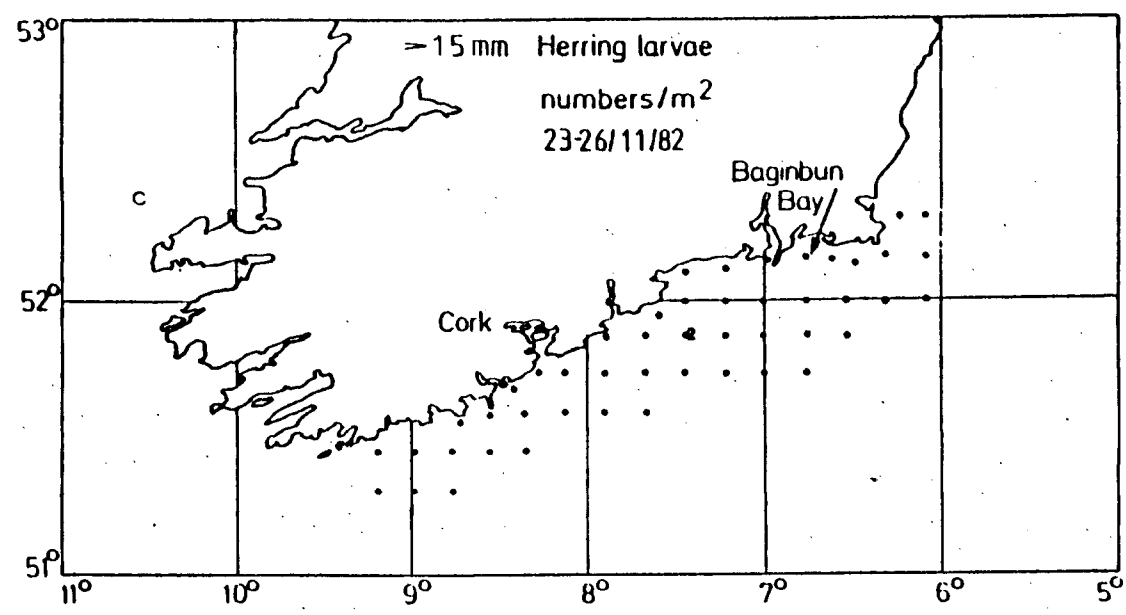 53°
>15 mm Herring larvae
numbers/m²
23-26/11/82
Baginbun
Bay
c
52°
Cork
51°
11° 10° 9° 8° 7° 6° 5°